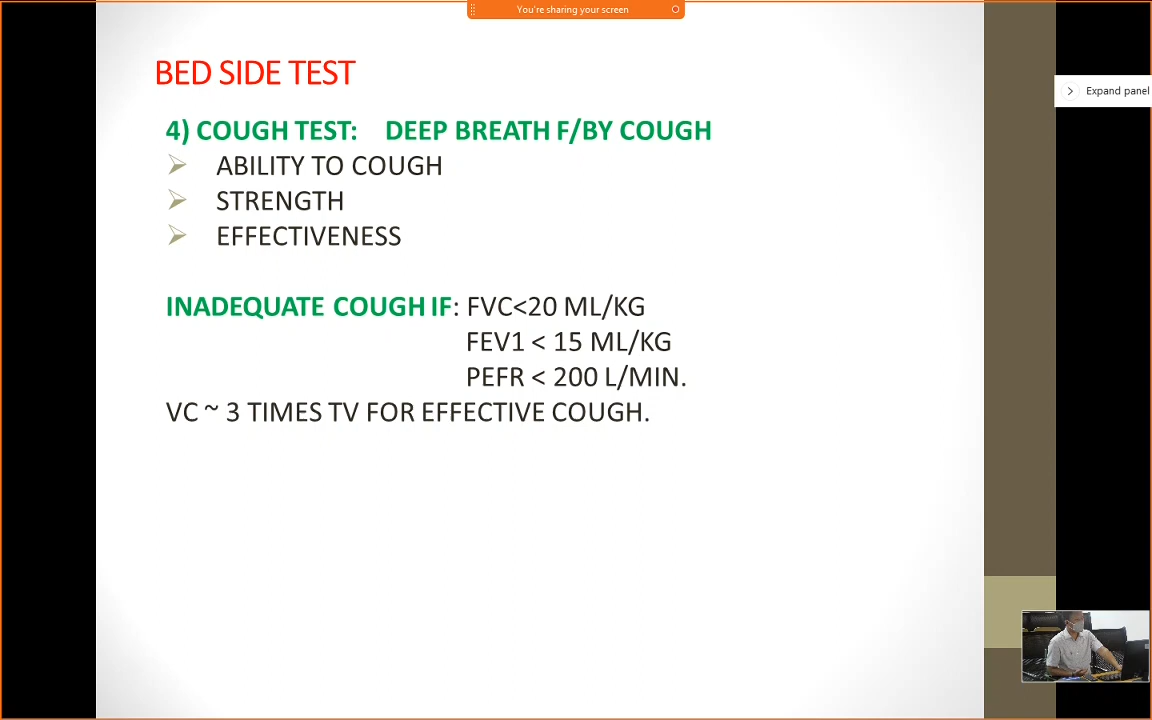 You're sharing your screen
Expand panel
BED SIDE TEST
4) COUGH TEST: DEEP BREATH F/BY COUGH
ABILITY TO COUGH
STRENGTH
EFFECTIVENESS
INADEQUATE COUGH IF: FVC<20 ML/KG
FEV1 < 15 ML/KG
PEFR < 200 L/MIN.
VC ~ 3 TIMES TV FOR EFFECTIVE COUGH.